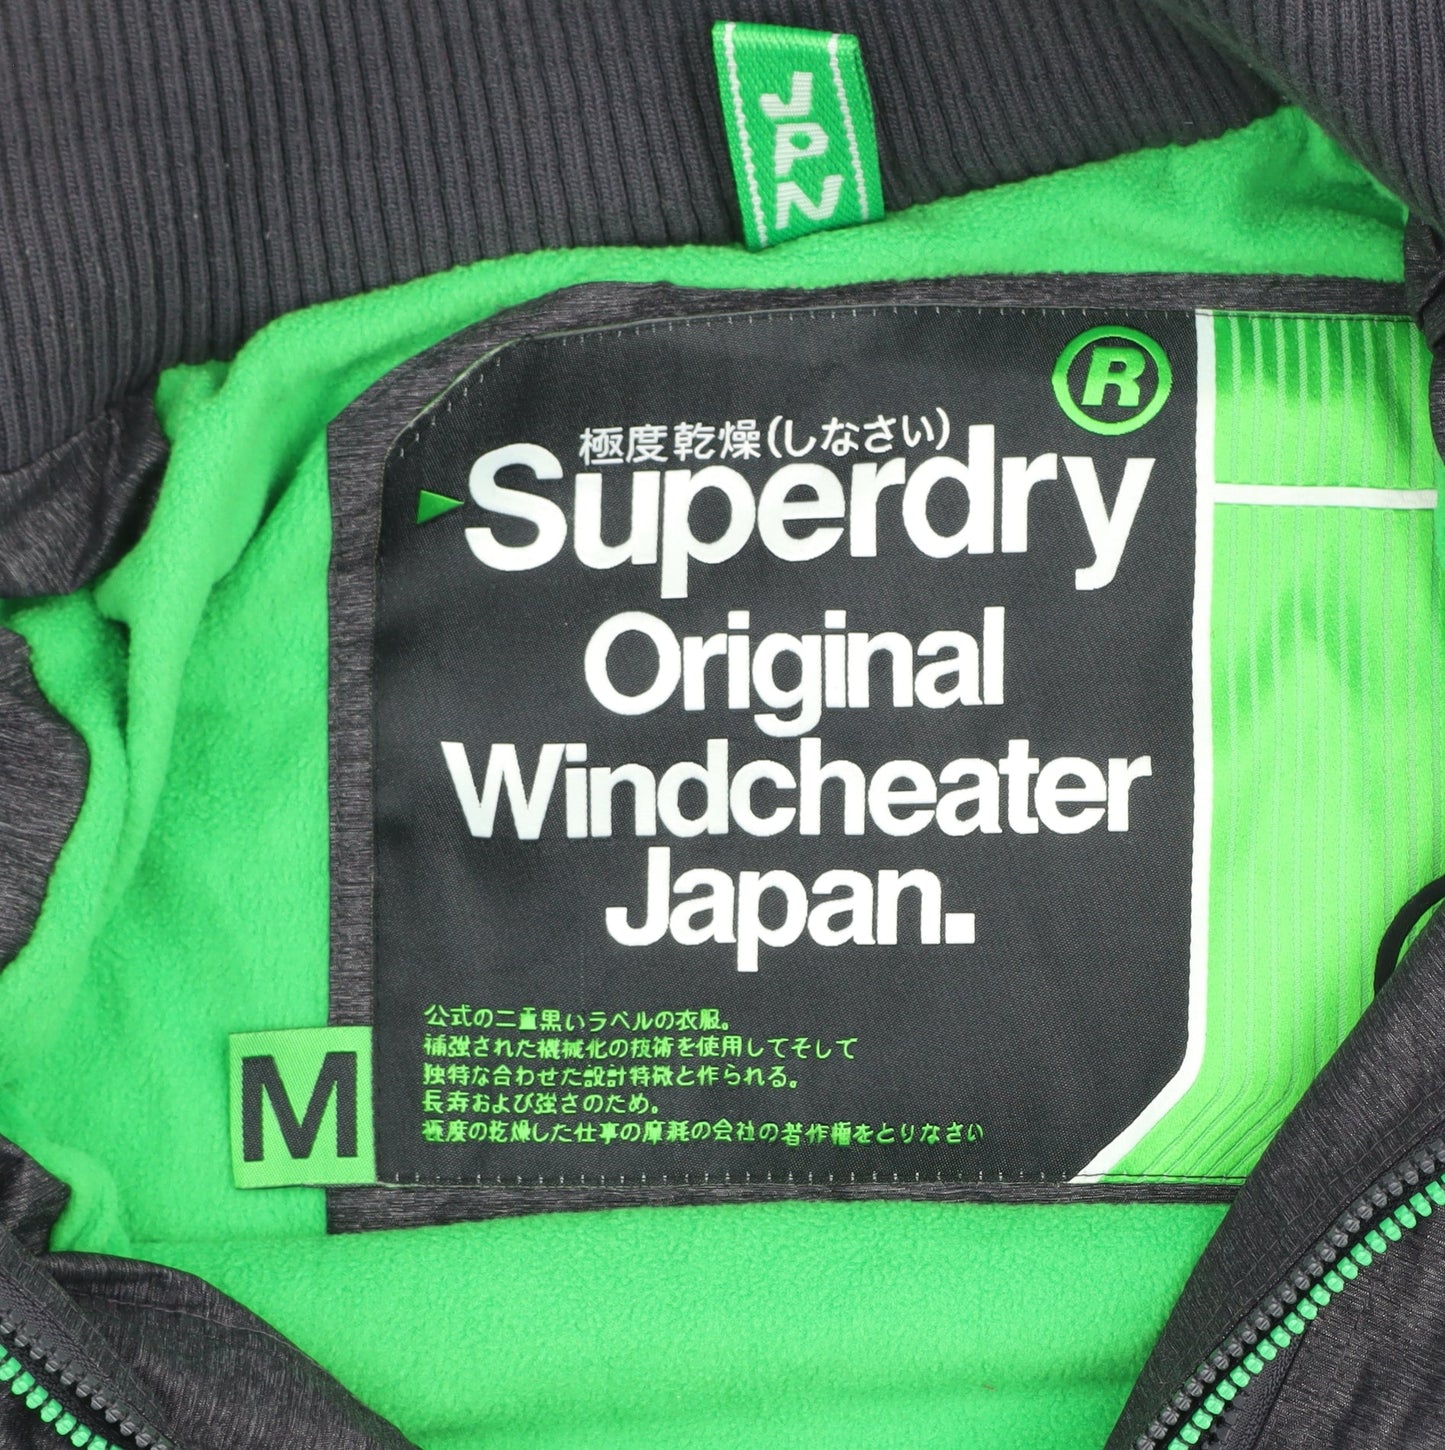 JPN
®
極度乾燥(しなさい)
Superdry
Original
Windcheater
Japan.
公式の二重黒いラベルの衣服。
補強された機械化の技術を使用してそして
独特な合わせた設計特徴と作られる。
長寿および強さのため。
極度の乾燥した仕事の摩耗の会社の著作権をとりなさい
M